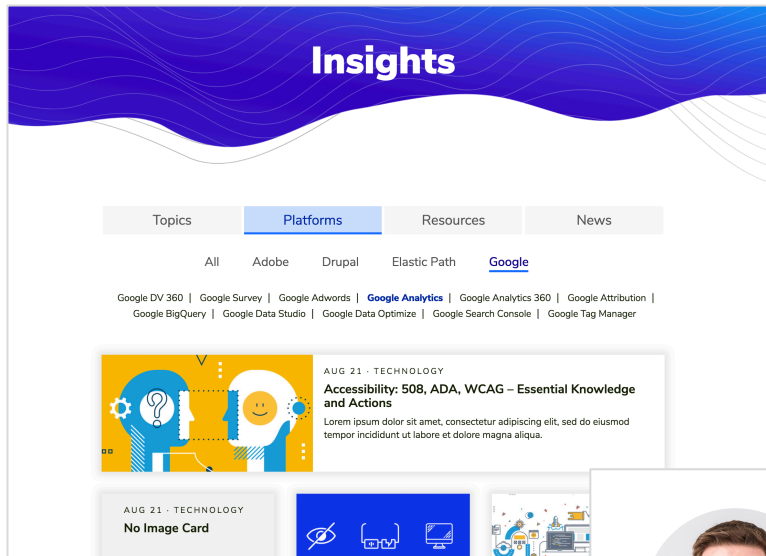 Insights
Topics Platforms Resources News
All Adobe Drupal Elastic Path Google
Google DV 360 | Google Survey | Google Adwords | Google Analytics | Google Analytics 360 | Google Attribution |
Google BigQuery | Google Data Studio | Google Data Optimize | Google Search Console | Google Tag Manager
AUG 21 · TECHNOLOGY
Accessibility: 508, ADA, WCAG – Essential Knowledge
and Actions
Lorem ipsum dolor sit amet, consectetur adipiscing elit, sed do eiusmod
tempor incididunt ut labore et dolore magna aliqua.
AUG 21 · TECHNOLOGY
No Image Card